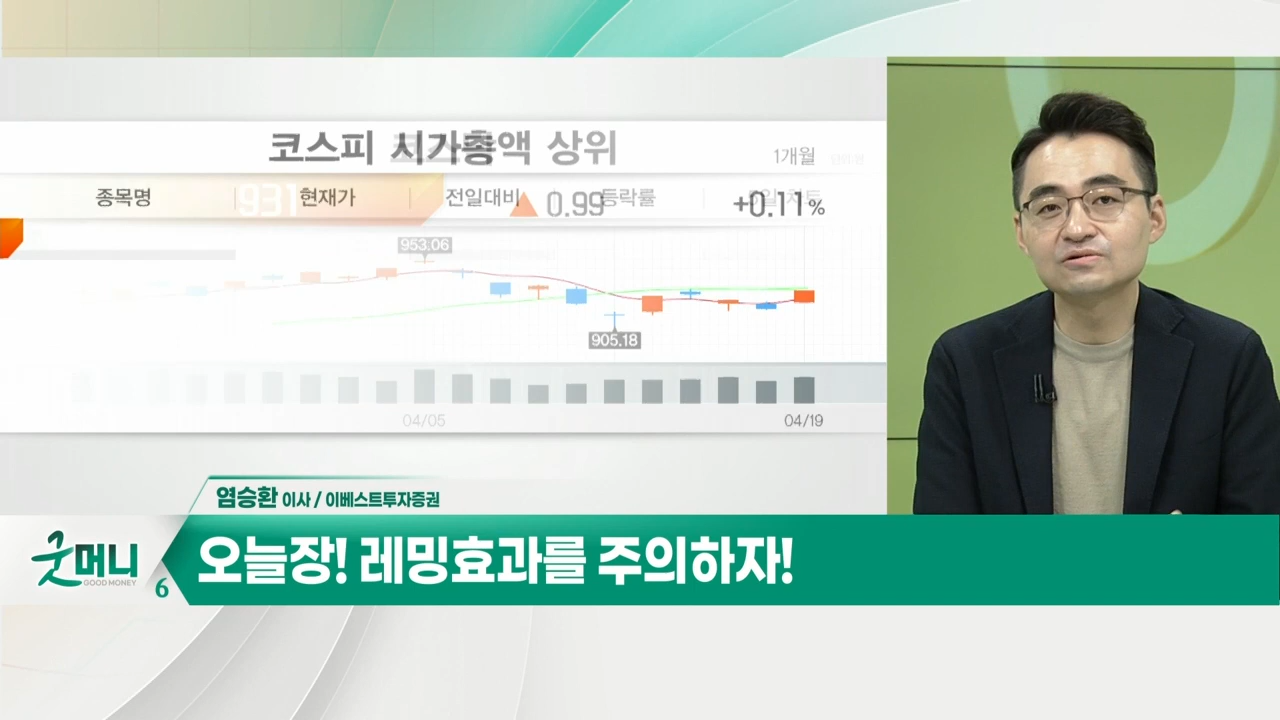 코스피 시가총액 상위
1개월
종목명 현재가 전일대비 등락률
931 0.99 +0.11%
953.06
905.18
04/05 04/19
염승환 이사 / 이베스트투자증권
굿머니
GOOD MONEY
6
오늘장! 레밍효과를 주의하자!